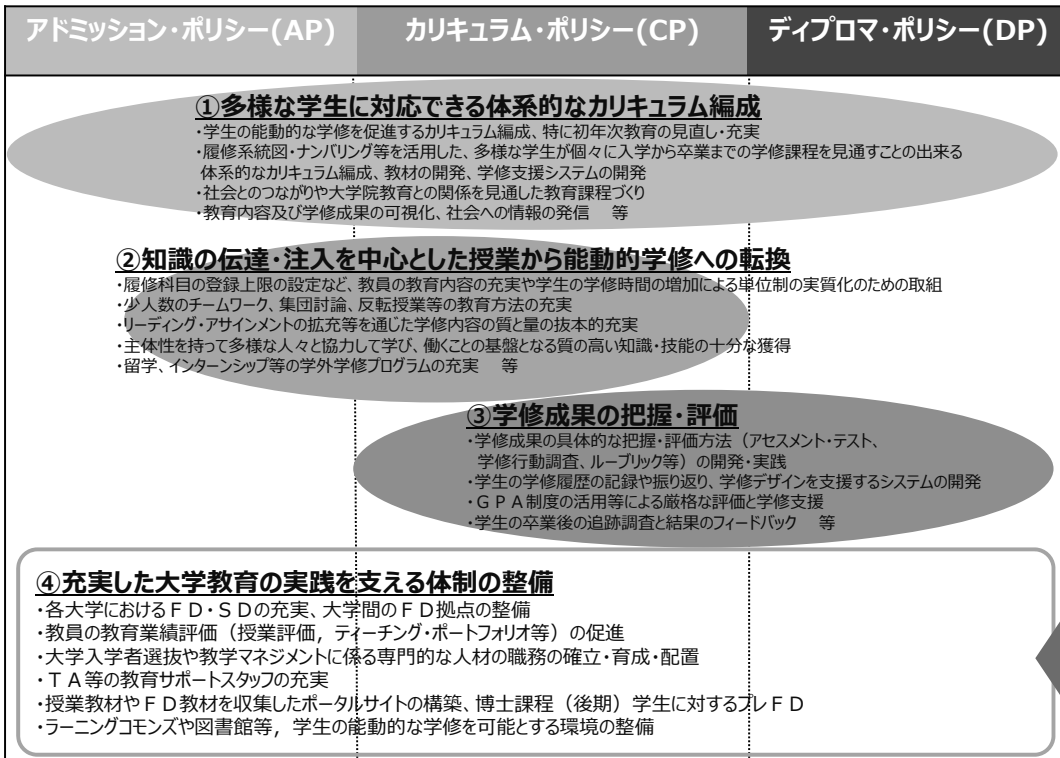 アドミッション・ポリシー(AP)
カリキュラム・ポリシー(CP)
ディプロマ・ポリシー(DP)
①多様な学生に対応できる体系的なカリキュラム編成
・学生の能動的な学修を促進するカリキュラム編成、特に初年次教育の見直し・充実
・履修系統図・ナンバリング等を活用した、多様な学生が個々に入学から卒業までの学修課程を見通すことの出来る
体系的なカリキュラム編成、教材の開発、学修支援システムの開発
・社会とのつながりや大学院教育との関係を見通した教育課程づくり
・教育内容及び学修成果の可視化、社会への情報の発信　等
②知識の伝達・注入を中心とした授業から能動的学修への転換
・履修科目の登録上限の設定など、教員の教育内容の充実や学生の学修時間の増加による単位制の実質化のための取組
・少人数のチームワーク、集団討論、反転授業等の教育方法の充実
・リーディング・アサインメントの拡充等を通じた学修内容の質と量の抜本的充実
・主体性を持って多様な人々と協力して学び、働くことの基盤となる質の高い知識・技能の十分な獲得
・留学、インターンシップ等の学外学修プログラムの充実　等
③学修成果の把握・評価
・学修成果の具体的な把握・評価方法（アセスメント・テスト、
学修行動調査、ルーブリック等）の開発・実践
・学生の学修履歴の記録や振り返り、学修デザインを支援するシステムの開発
・ＧＰＡ制度の活用等による厳格な評価と学修支援
・学生の卒業後の追跡調査と結果のフィードバック　等
④充実した大学教育の実践を支える体制の整備
・各大学におけるＦＤ・ＳＤの充実、大学間のＦＤ拠点の整備
・教員の教育業績評価（授業評価，ティーチング・ポートフォリオ等）の促進
・大学入学者選抜や教学マネジメントに係る専門的な人材の職務の確立・育成・配置
・ＴＡ等の教育サポートスタッフの充実
・授業教材やＦＤ教材を収集したポータルサイトの構築、博士課程（後期）学生に対するプレＦＤ
・ラーニングコモンズや図書館等，学生の能動的な学修を可能とする環境の整備